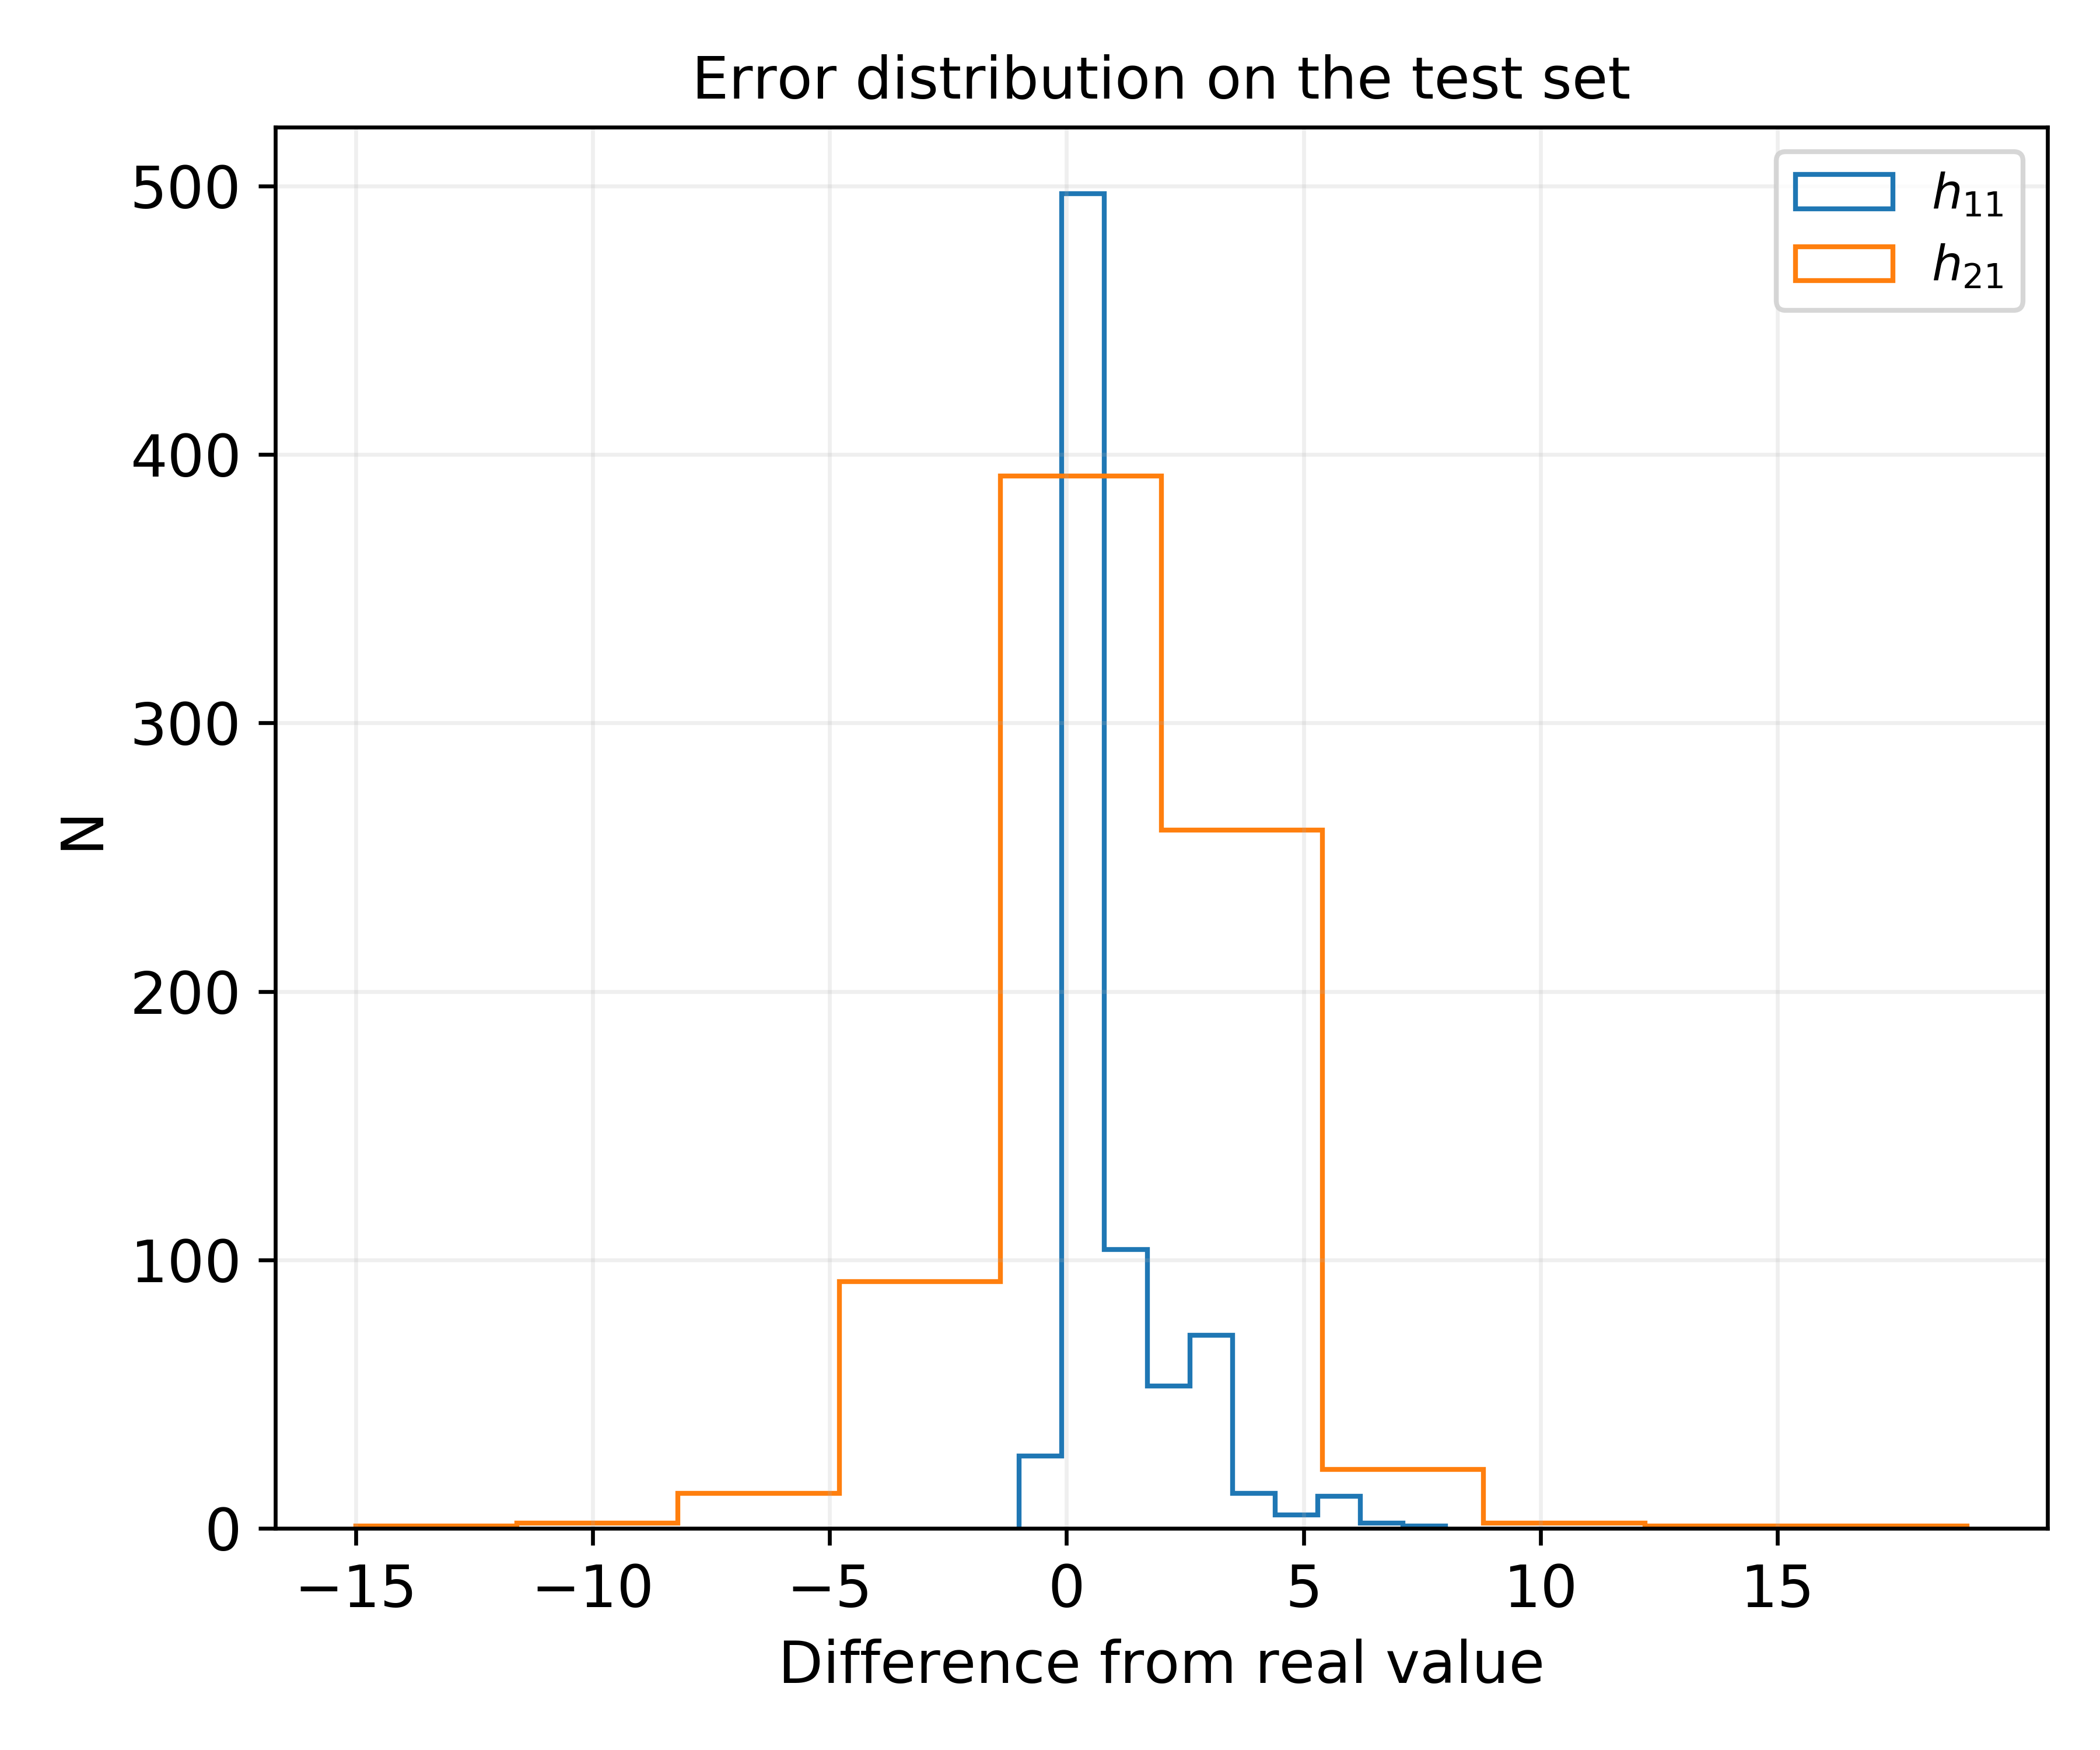 Error distribution on the test set
h11
h21
500
400
300
200
100
0
N
−15 −10 −5 0 5 10 15
Difference from real value